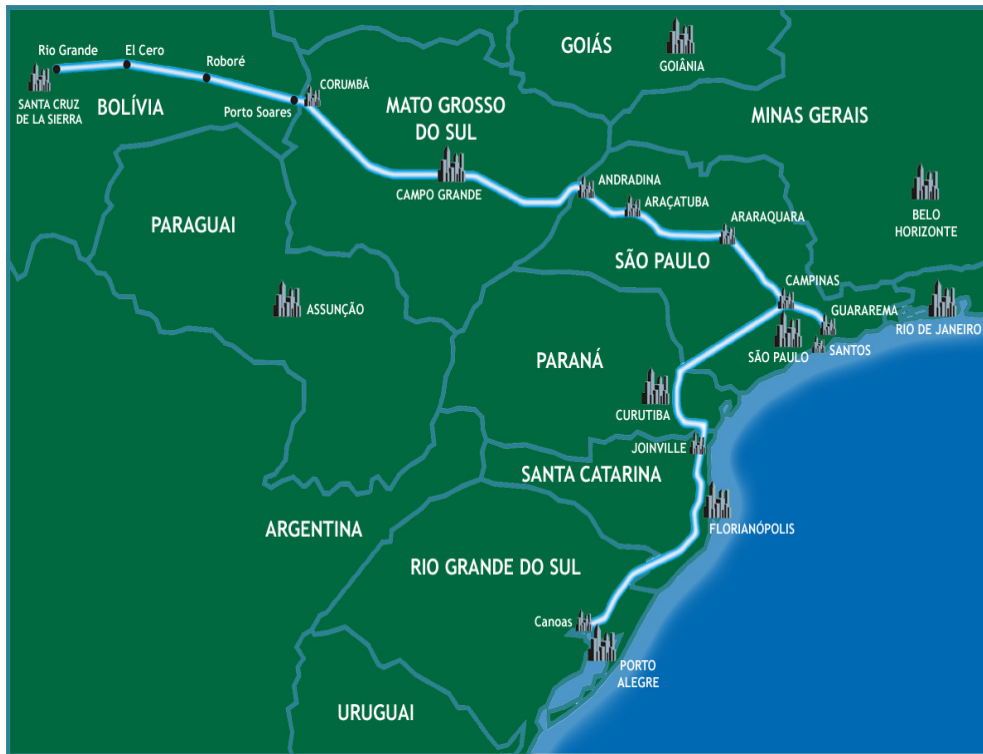 GOIÁS
GOIÂNIA
Rio Grande
El Cero
Roboré
CORUMBÁ
SANTA CRUZ
DE LA SIERRA
BOLÍVIA
Porto Soares
MATO GROSSO
DO SUL
MINAS GERAIS
CAMPO GRANDE
ANDRADINA
ARAÇATUBA
ARARAQUARA
BELO
HORIZONTE
PARAGUAI
SÃO PAULO
CAMPINAS
ASSUNÇÃO
GUARAREMA
RIO DE JANEIRO
SÃO PAULO
SANTOS
PARANÁ
CURUTIBA
JOINVILLE
SANTA CATARINA
FLORIANÓPOLIS
ARGENTINA
RIO GRANDE DO SUL
Canoas
PORTO
ALEGRE
URUGUAI